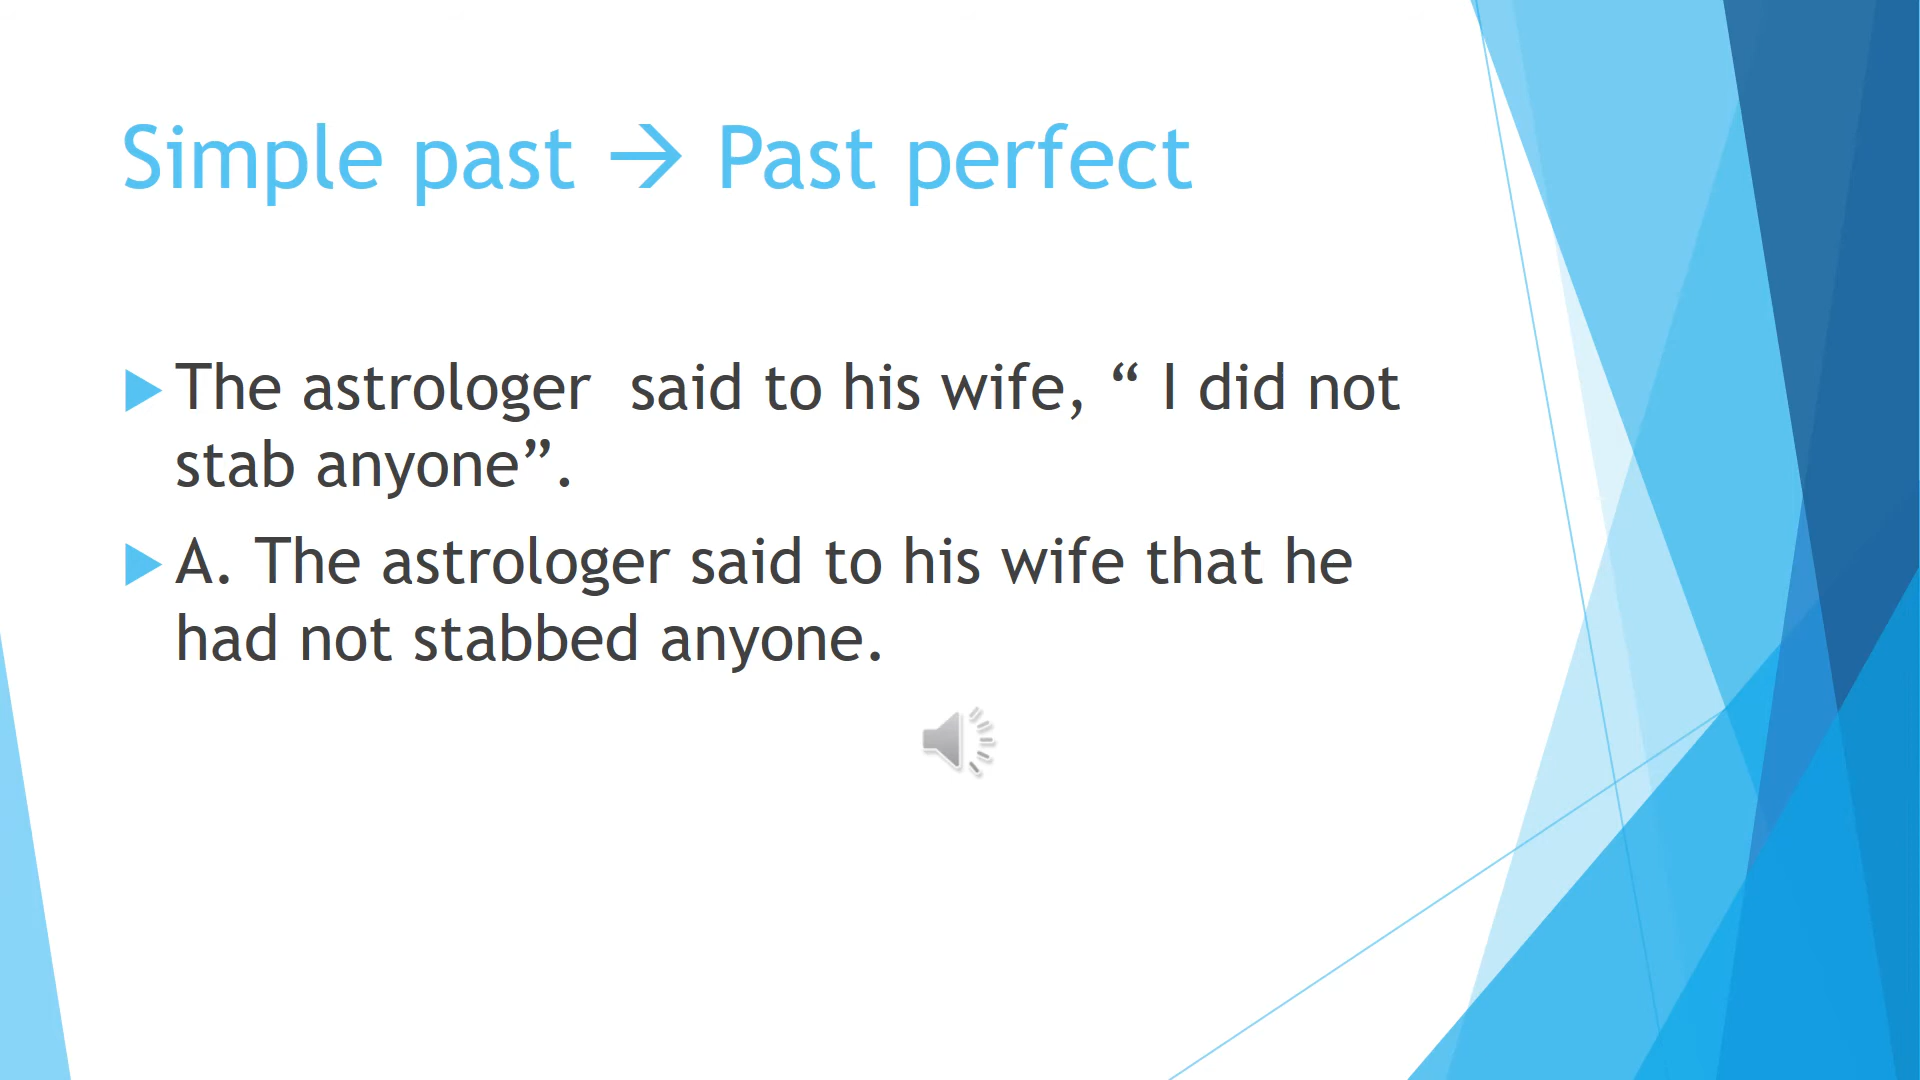 Simple past → Past perfect
The astrologer  said to his wife, “ I did not
stab anyone”.
A. The astrologer said to his wife that he
had not stabbed anyone.